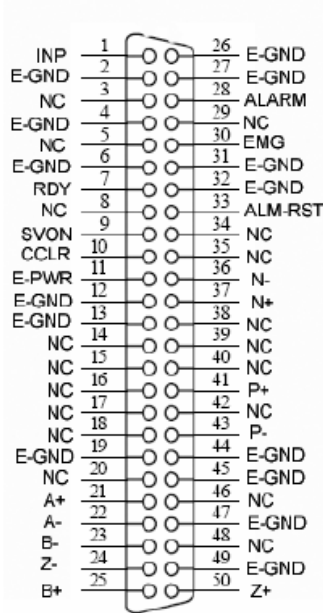 INP 1 26 E-GND
E-GND 2 27 E-GND
NC 3 28 ALARM
E-GND 4 29 NC
NC 5 30 EMG
E-GND 6 31 E-GND
RDY 7 32 E-GND
NC 8 33 ALM-RST
SVON 9 34 NC
CCLR 10 35 NC
E-PWR 11 36 N-
E-GND 12 37 N+
E-GND 13 38 NC
NC 14 39 NC
NC 15 40 NC
NC 16 41 P+
NC 17 42 NC
NC 18 43 P-
E-GND 19 44 E-GND
NC 20 45 E-GND
A+ 21 46 NC
A- 22 47 E-GND
B- 23 48 NC
Z- 24 49 E-GND
B+ 25 50 Z+